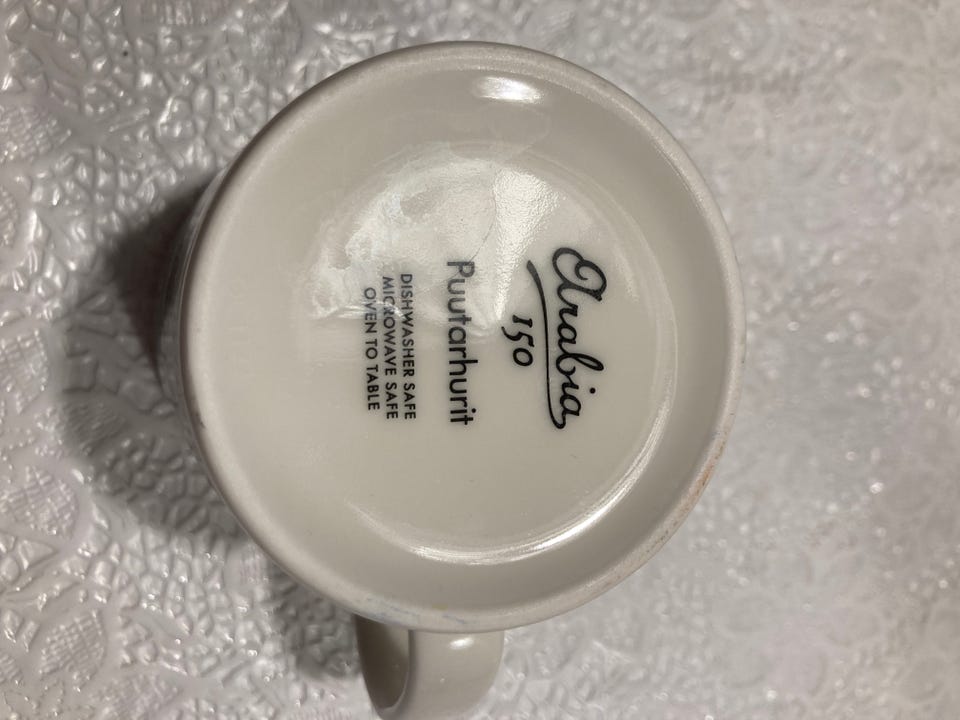 Arabia
150
Puutarhurit
DISHWASHER SAFE
MICROWAVE SAFE
OVEN TO TABLE